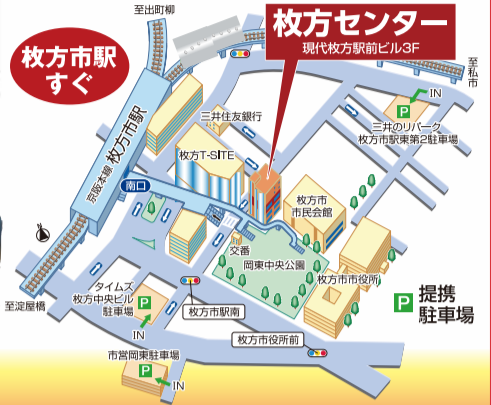 至出町柳
枚方センター
現代枚方駅前ビル3F
枚方市駅
すぐ
至私市
IN
P
三井のリパーク
枚方市駅東第2駐車場
三井住友銀行
枚方T-SITE
京阪本線 枚方市駅
南口
枚方市
市民会館
交番
岡東中央公園
枚方市市役所
タイムズ
枚方中央ビル
駐車場
P
IN
枚方市駅南
至淀屋橋
P 提携
駐車場
枚方市役所前
市営岡東駐車場
P
IN